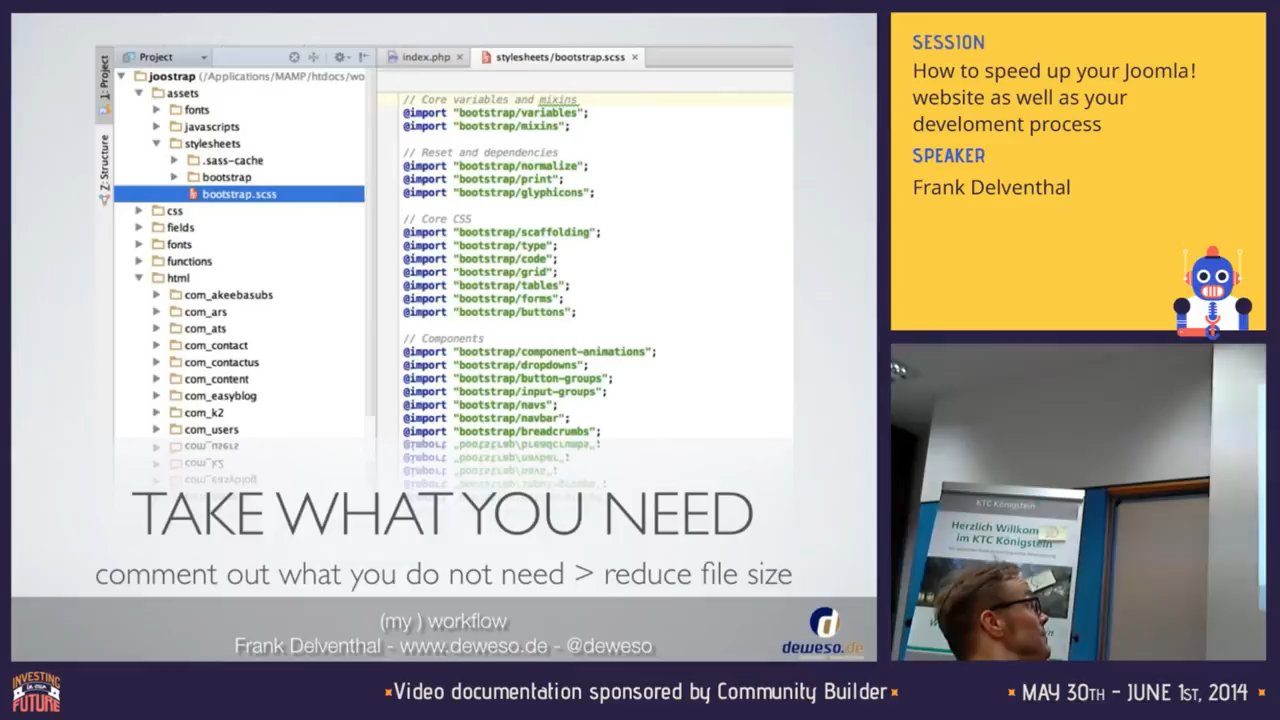 1: Project
Z: Structure
Project
joostrap (/Applications/MAMP/htdocs/wo
assets
fonts
javascripts
stylesheets
.sass-cache
bootstrap
bootstrap.scss
css
fields
fonts
functions
html
com_akeebasubs
com_ars
com_ats
com_contact
com_contactus
com_content
com_easyblog
com_k2
com_users
index.php
stylesheets/bootstrap.scss
// Core variables and mixins
@import "bootstrap/variables";
@import "bootstrap/mixins";
// Reset and dependencies
@import "bootstrap/normalize";
@import "bootstrap/print";
@import "bootstrap/glyphicons";
// Core CSS
@import "bootstrap/scaffolding";
@import "bootstrap/type";
@import "bootstrap/code";
@import "bootstrap/grid";
@import "bootstrap/tables";
@import "bootstrap/forms";
@import "bootstrap/buttons";
// Components
@import "bootstrap/component-animations";
@import "bootstrap/dropdowns";
@import "bootstrap/button-groups";
@import "bootstrap/input-groups";
@import "bootstrap/navs";
@import "bootstrap/navbar";
@import "bootstrap/breadcrumbs";
TAKE WHAT YOU NEED
comment out what you do not need > reduce file size
(my ) workflow
Frank Delventhal - www.deweso.de - @deweso
deweso.de
SESSION
How to speed up your Joomla!
website as well as your
develoment process
SPEAKER
Frank Delventhal
KTC Königstein
Herzlich Willkom
im KTC Königstein
INVESTING
IN OUR
FUTURE
Video documentation sponsored by Community Builder
MAY 30TH - JUNE 1ST, 2014